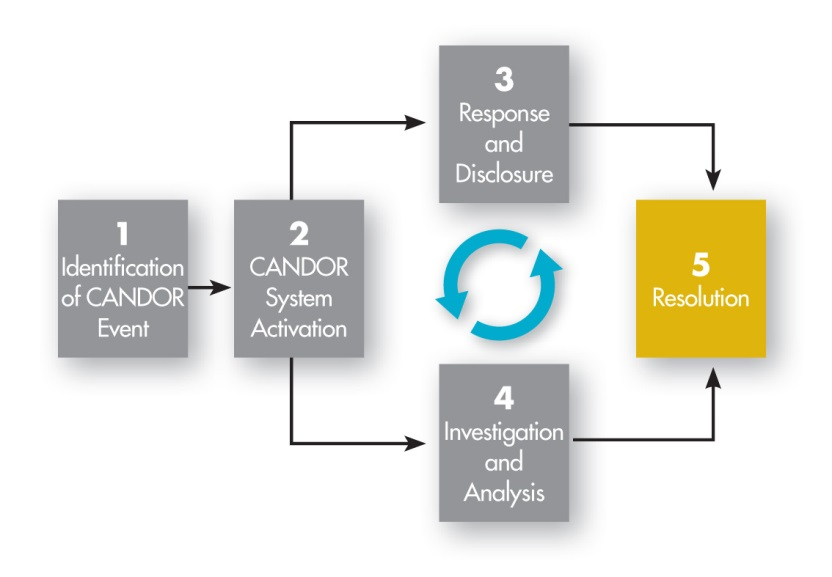 1
Identification
of CANDOR
Event
2
CANDOR
System
Activation
3
Response
and
Disclosure
4
Investigation
and
Analysis
5
Resolution